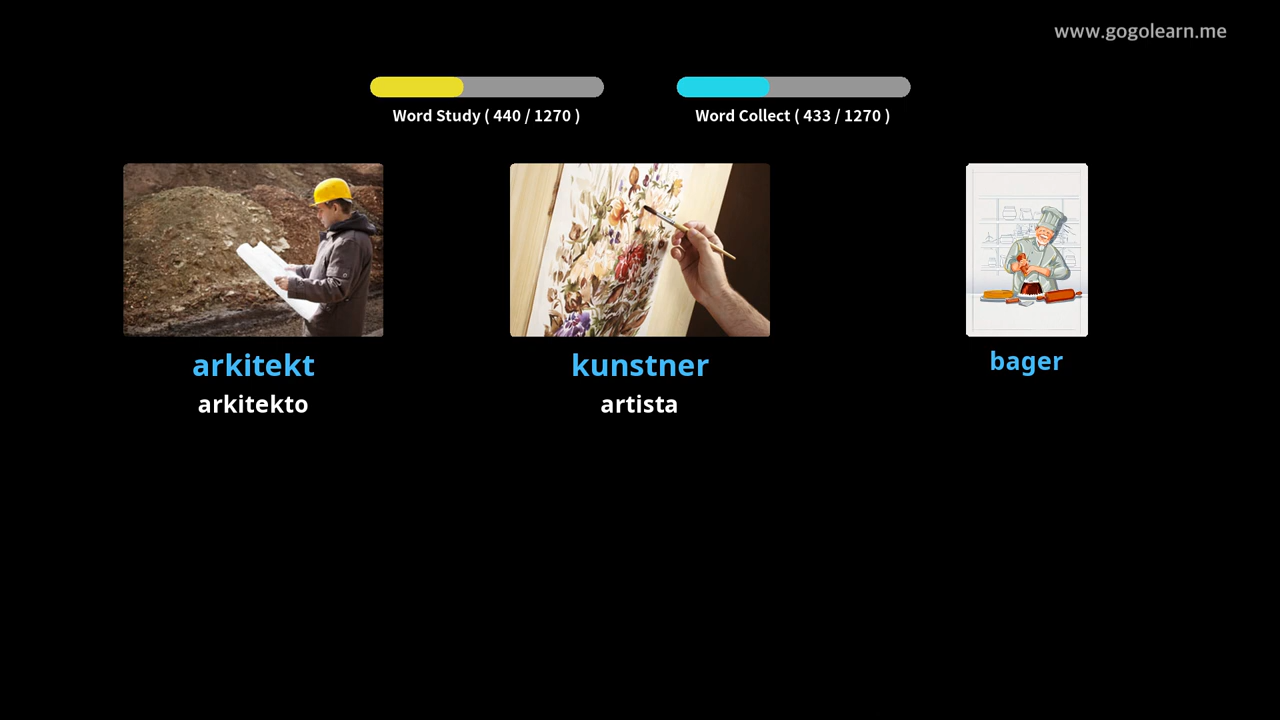 www.gogolearn.me
Word Study ( 440 / 1270 )
Word Collect ( 433 / 1270 )
arkitekt
kunstner
bager
arkitekto
artista